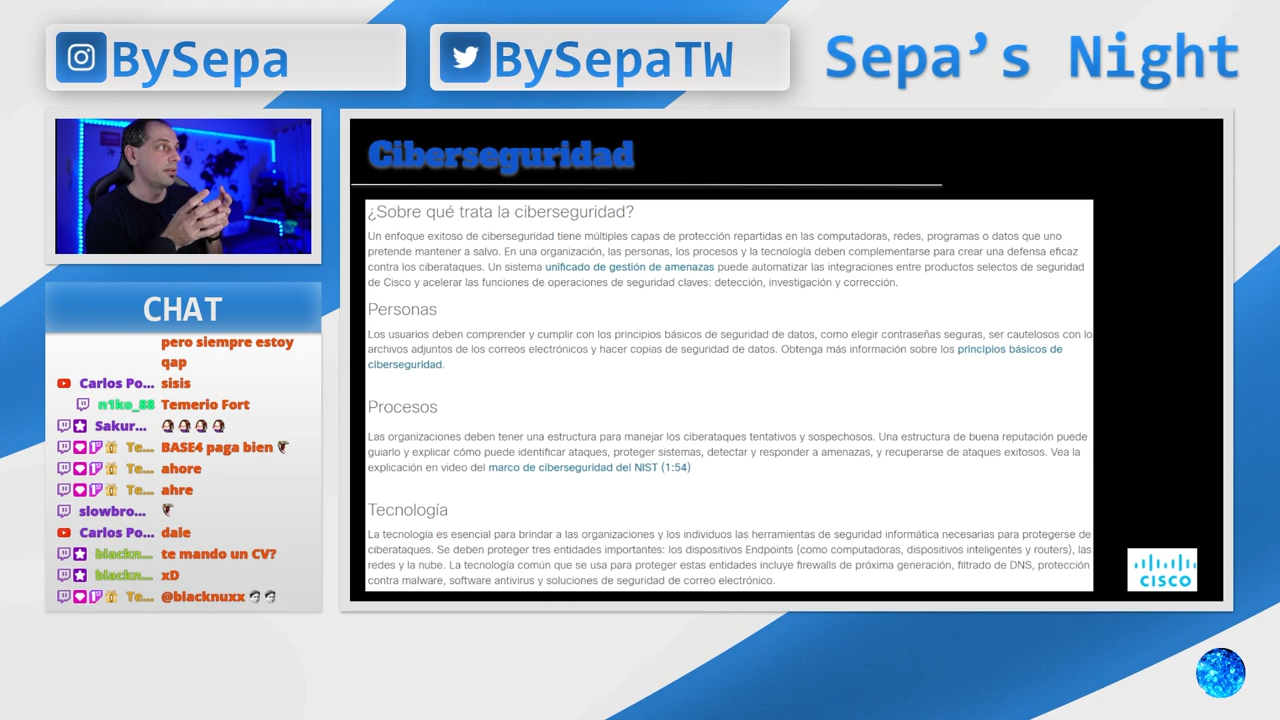 BySepa
BySepaTW
Sepa's Night
CHAT
pero siempre estoy
qap
Carlos Po... sisis
n1ko_88 Temerio Fort
Sakur...
Te... BASE4 paga bien
Te... ahore
Te... ahre
slowbro...
Carlos Po... dale
blackn... te mando un CV?
blackn... xD
Te... @blacknuxx
Ciberseguridad
¿Sobre qué trata la ciberseguridad?
Un enfoque exitoso de ciberseguridad tiene múltiples capas de protección repartidas en las computadoras, redes, programas o datos que uno
pretende mantener a salvo. En una organización, las personas, los procesos y la tecnología deben complementarse para crear una defensa eficaz
contra los ciberataques. Un sistema unificado de gestión de amenazas puede automatizar las integraciones entre productos selectos de seguridad
de Cisco y acelerar las funciones de operaciones de seguridad claves: detección, investigación y corrección.
Personas
Los usuarios deben comprender y cumplir con los principios básicos de seguridad de datos, como elegir contraseñas seguras, ser cautelosos con lo
archivos adjuntos de los correos electrónicos y hacer copias de seguridad de datos. Obtenga más información sobre los principios básicos de
ciberseguridad.
Procesos
Las organizaciones deben tener una estructura para manejar los ciberataques tentativos y sospechosos. Una estructura de buena reputación puede
guiarlo y explicar cómo puede identificar ataques, proteger sistemas, detectar y responder a amenazas, y recuperarse de ataques exitosos. Vea la
explicación en video del marco de ciberseguridad del NIST (1:54)
Tecnología
La tecnología es esencial para brindar a las organizaciones y los individuos las herramientas de seguridad informática necesarias para protegerse de
ciberataques. Se deben proteger tres entidades importantes: los dispositivos Endpoints (como computadoras, dispositivos inteligentes y routers), las
redes y la nube. La tecnología común que se usa para proteger estas entidades incluye firewalls de próxima generación, filtrado de DNS, protección
contra malware, software antivirus y soluciones de seguridad de correo electrónico.
CISCO